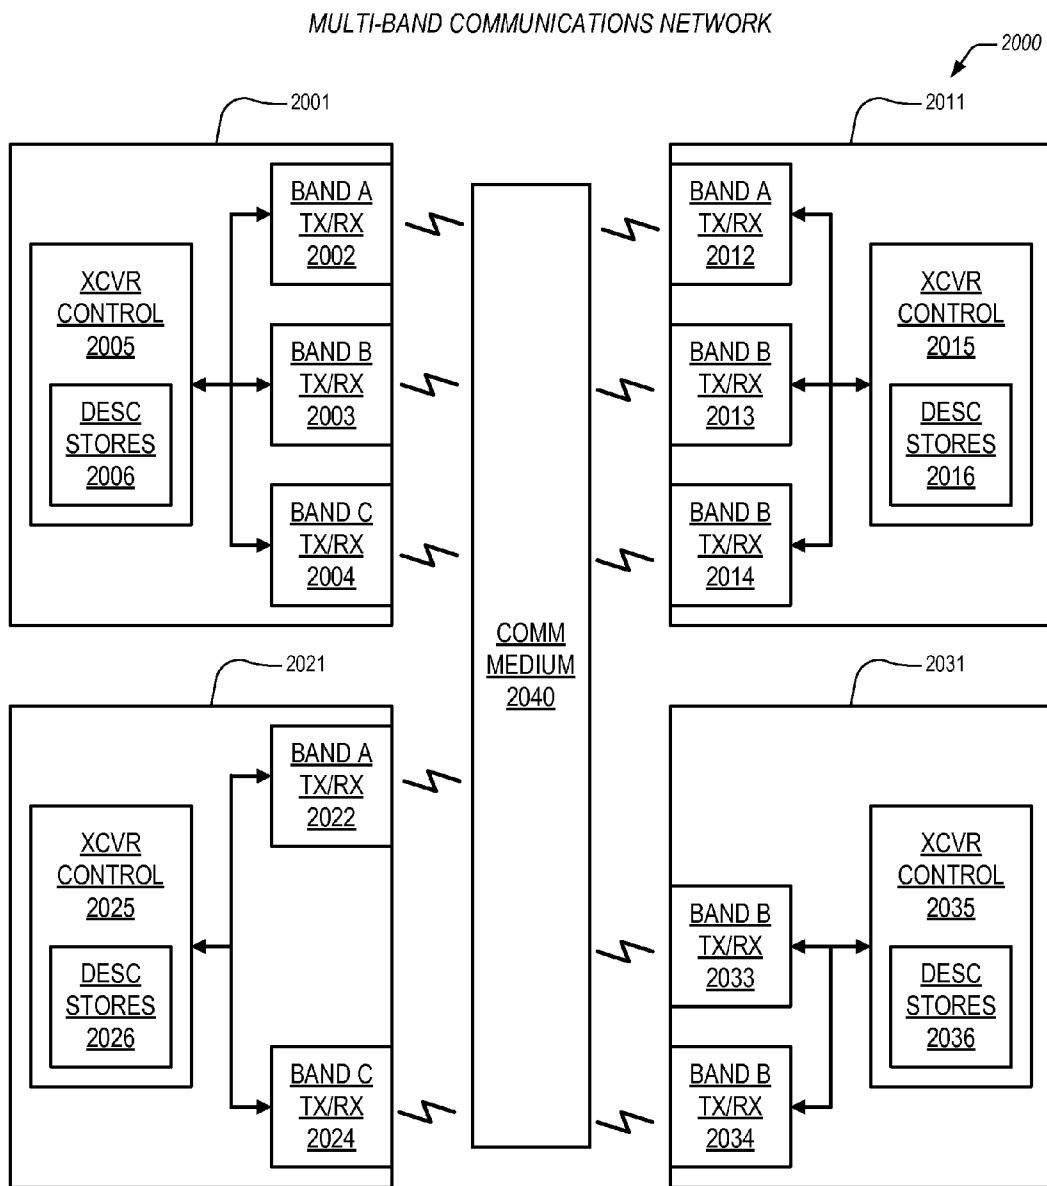 MULTI-BAND COMMUNICATIONS NETWORK
2000
2001
BAND A
TX/RX
2002
XCVR
CONTROL
2005
BAND B
TX/RX
2003
DESC
STORES
2006
BAND C
TX/RX
2004
2011
BAND A
TX/RX
2012
XCVR
CONTROL
2015
BAND B
TX/RX
2013
DESC
STORES
2016
BAND B
TX/RX
2014
COMM
MEDIUM
2040
2021
BAND A
TX/RX
2022
XCVR
CONTROL
2025
DESC
STORES
2026
BAND C
TX/RX
2024
2031
XCVR
CONTROL
2035
BAND B
TX/RX
2033
DESC
STORES
2036
BAND B
TX/RX
2034